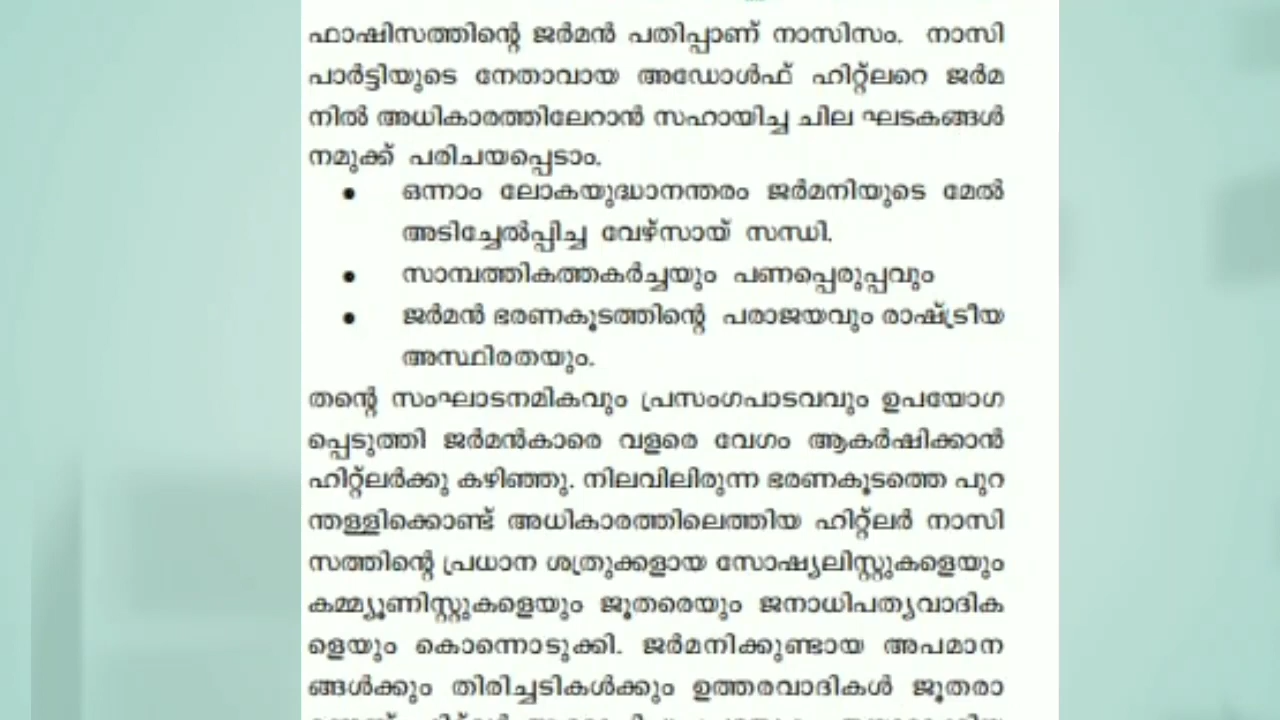 ഫാഷിസത്തിന്റെ ജർമൻ പതിപ്പാണ് നാസിസം. നാസി
പാർട്ടിയുടെ നേതാവായ അഡോൾഫ് ഹിറ്റ്ലറെ ജർമ
നിൽ അധികാരത്തിലേറാൻ സഹായിച്ച ചില ഘടകങ്ങൾ
നമുക്ക് പരിചയപ്പെടാം.
• ഒന്നാം ലോകയുദ്ധാനന്തരം ജർമനിയുടെ മേൽ
അടിച്ചേൽപ്പിച്ച വേഴ്സായ് സന്ധി.
• സാമ്പത്തികത്തകർച്ചയും പണപ്പെരുപ്പവും
• ജർമൻ ഭരണകൂടത്തിന്റെ പരാജയവും രാഷ്ട്രീയ
അസ്ഥിരതയും.
തന്റെ സംഘാടനമികവും പ്രസംഗപാടവവും ഉപയോഗ
പ്പെടുത്തി ജർമൻകാരെ വളരെ വേഗം ആകർഷിക്കാൻ
ഹിറ്റ്ലർക്കു കഴിഞ്ഞു. നിലവിലിരുന്ന ഭരണകൂടത്തെ പുറ
ന്തള്ളിക്കൊണ്ട് അധികാരത്തിലെത്തിയ ഹിറ്റ്ലർ നാസി
സത്തിന്റെ പ്രധാന ശത്രുക്കളായ സോഷ്യലിസ്റ്റുകളെയും
കമ്മ്യൂണിസ്റ്റുകളെയും ജൂതരെയും ജനാധിപത്യവാദിക
ളെയും കൊന്നൊടുക്കി. ജർമനിക്കുണ്ടായ അപമാന
ങ്ങൾക്കും തിരിച്ചടികൾക്കും ഉത്തരവാദികൾ ജൂതരാ